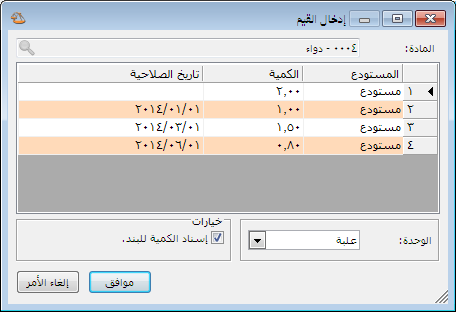 إدخال القيم
المادة: ٠٠٠٤ - دواء
المستودع الكمية تاريخ الصلاحية
١ مستودع ٢,٠٠
٢ مستودع ١,٠٠ ٢٠١٤/٠١/٠١
٣ مستودع ١,٥٠ ٢٠١٤/٠٣/٠١
٤ مستودع ٠,٨٠ ٢٠١٤/٠٦/٠١
الوحدة: علبة
خيارات
إسناد الكمية للبند.
موافق إلغاء الأمر